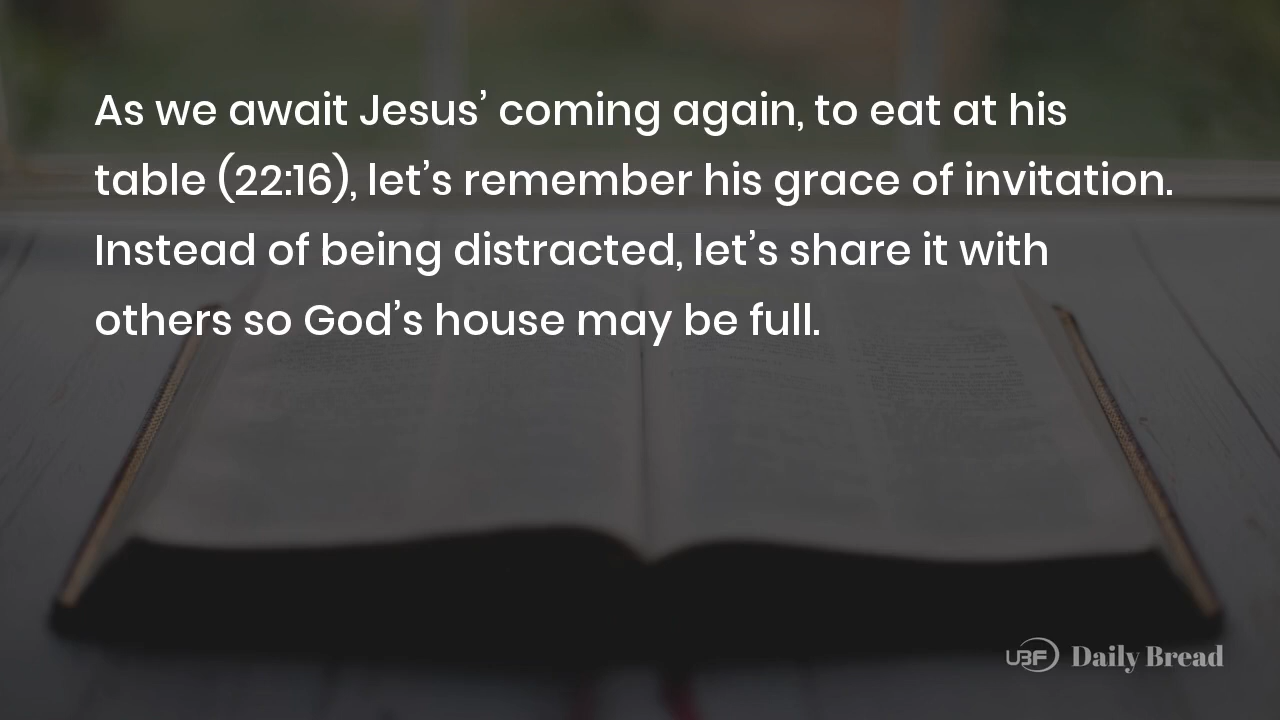 As we await Jesus’ coming again, to eat at his
table (22:16), let’s remember his grace of invitation.
Instead of being distracted, let’s share it with
others so God’s house may be full.
UBF Daily Bread